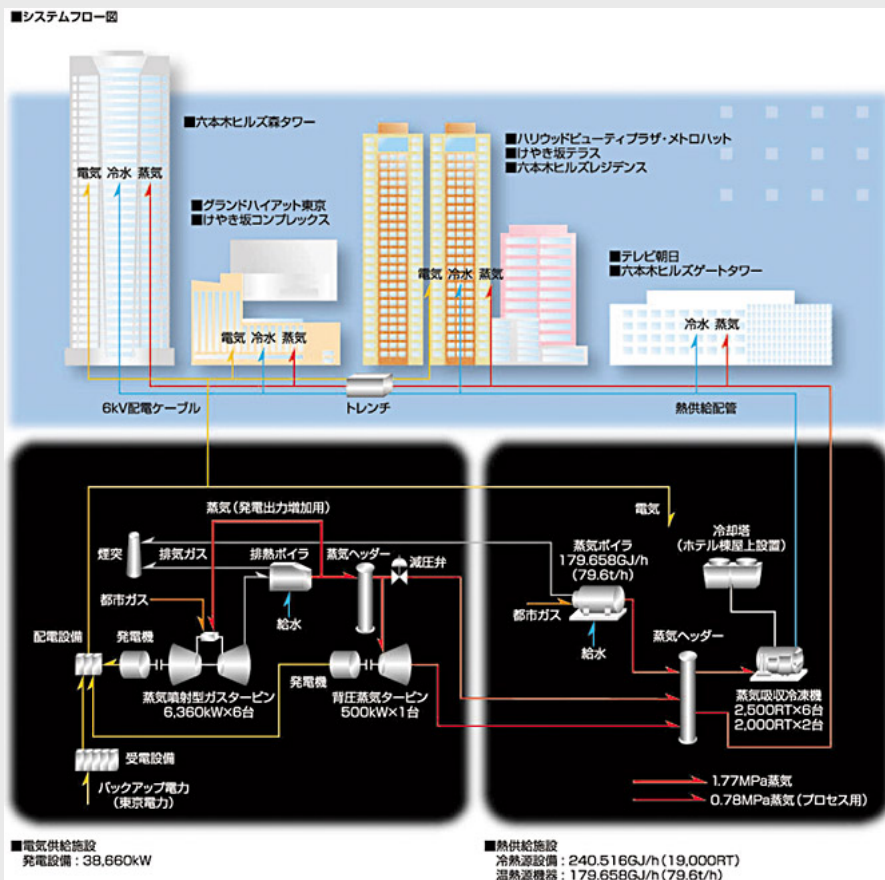 ■システムフロー図
■六本木ヒルズ森タワー
■ハリウッドビューティプラザ・メトロハット
■けやき坂テラス
■六本木ヒルズレジデンス
電気 冷水 蒸気
■グランドハイアット東京
■けやき坂コンプレックス
■テレビ朝日
■六本木ヒルズゲートタワー
電気 冷水 蒸気
電気 冷水 蒸気
冷水 蒸気
6kV配電ケーブル
トレンチ
熱供給配管
蒸気(発電出力増加用)
電気
煙突
排気ガス
排熱ボイラ
蒸気ヘッダー
減圧弁
蒸気ボイラ
179.658GJ/h
(79.6t/h)
冷却塔
(ホテル棟屋上設置)
都市ガス
給水
都市ガス
給水
配電設備
発電機
蒸気噴射型ガスタービン
6,360kW×6台
発電機
背圧蒸気タービン
500kW×1台
蒸気ヘッダー
蒸気吸収冷凍機
2,500RT×6台
2,000RT×2台
受電設備
バックアップ電力
(東京電力)
1.77MPa蒸気
0.78MPa蒸気(プロセス用)
■電気供給施設
発電設備:38,660kW
■熱供給施設
冷熱源設備:240.516GJ/h(19,000RT)
温熱源機器:179.658GJ/h(79.6t/h)